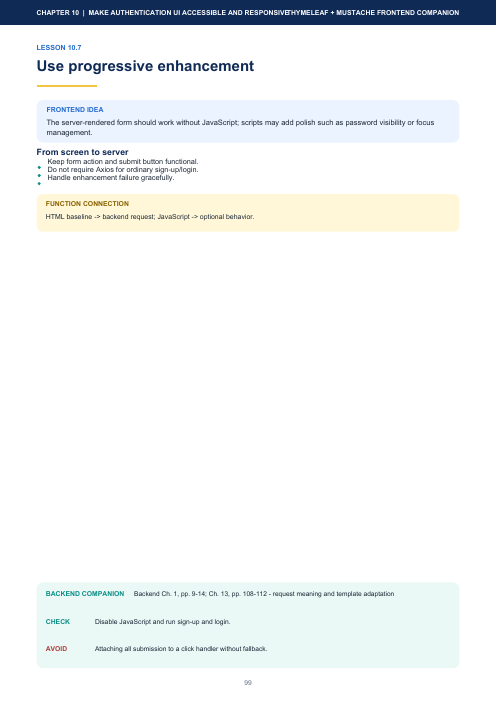 CHAPTER 10 | MAKE AUTHENTICATION UI ACCESSIBLE AND RESPONSIVE THYMELEAF + MUSTACHE FRONTEND COMPANION
LESSON 10.7
Use progressive enhancement
FRONTEND IDEA
The server-rendered form should work without JavaScript; scripts may add polish such as password visibility or focus
management.
From screen to server
Keep form action and submit button functional.
Do not require Axios for ordinary sign-up/login.
Handle enhancement failure gracefully.
FUNCTION CONNECTION
HTML baseline -> backend request; JavaScript -> optional behavior.
BACKEND COMPANION Backend Ch. 1, pp. 9-14; Ch. 13, pp. 108-112 - request meaning and template adaptation
CHECK Disable JavaScript and run sign-up and login.
AVOID Attaching all submission to a click handler without fallback.
99